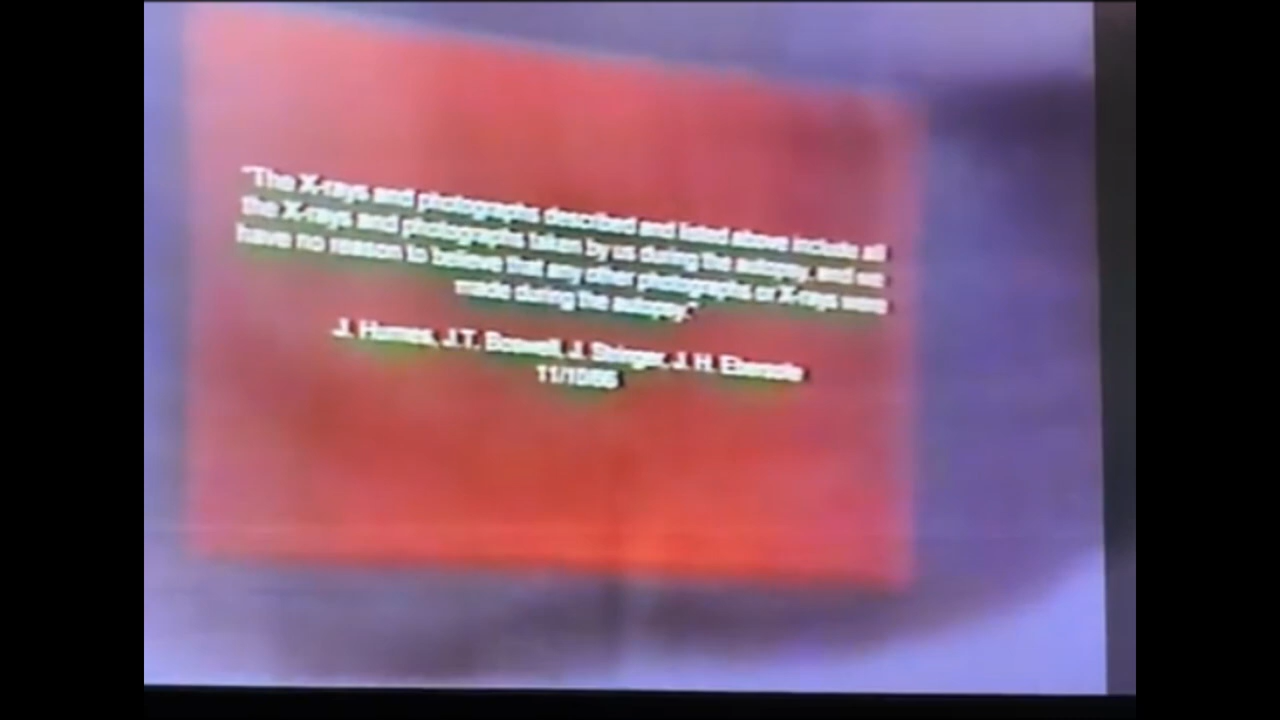 "The X-rays and photographs described and listed above include all
the X-rays and photographs taken by us during the autopsy, and we
have no reason to believe that any other photographs or X-rays were
made during the autopsy."
J. Humes, J.T. Boswell, J. Stringer, J. H. Ebersole
11/10/66